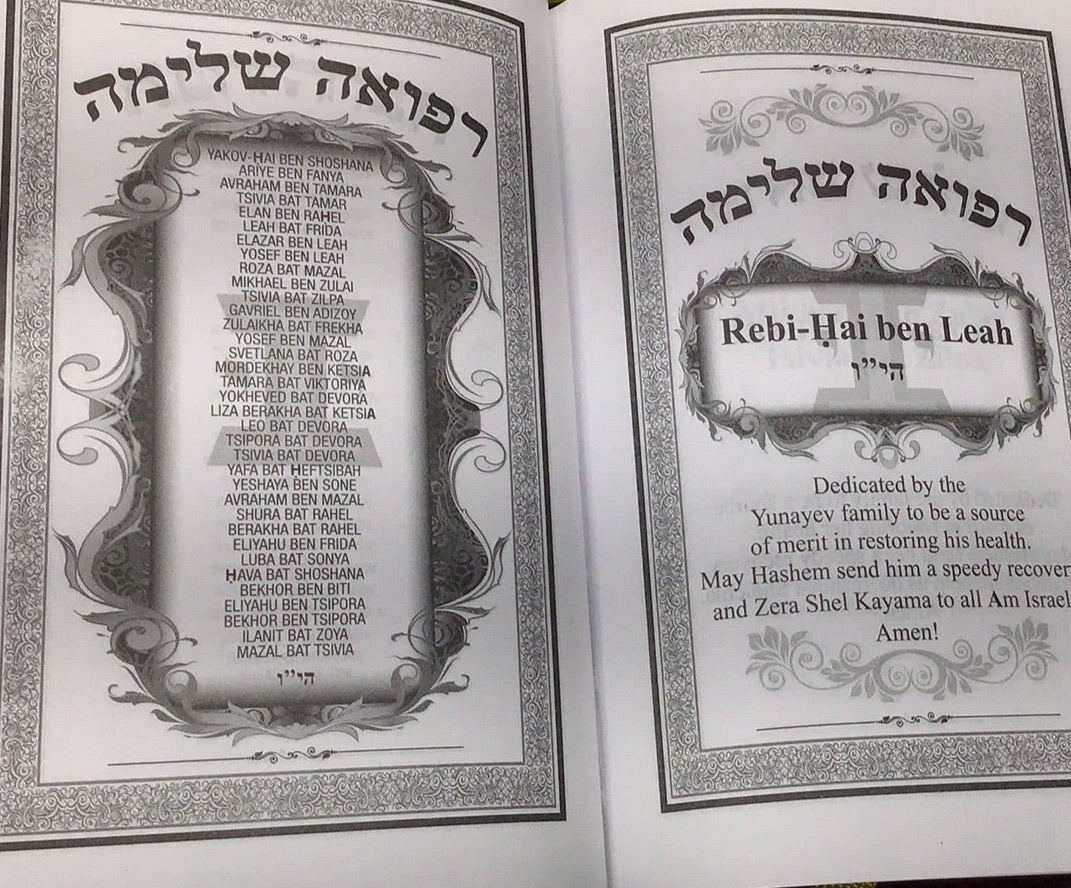 רפואה שלימה
YAKOV-HAI BEN SHOSHANA
ARIYE BEN FANYA
AVRAHAM BEN TAMARA
TSIVIA BAT TAMAR
ELAN BEN RAHEL
LEAH BAT FRIDA
ELAZAR BEN LEAH
YOSEF BEN LEAH
ROZA BAT MAZAL
MIKHAEL BEN ZULAI
TSIVIA BAT ZILPA
GAVRIEL BEN ADIZOY
ZULAIKHA BAT FREKHA
YOSEF BEN MAZAL
SVETLANA BAT ROZA
MORDEKHAY BEN KETSIA
TAMARA BAT VIKTORIYA
YOKHEVED BAT DEVORA
LIZA BERAKHA BAT KETSIA
LEO BAT DEVORA
TSIPORA BAT DEVORA
TSIVIA BAT DEVORA
YAFA BAT HEFTSIBAH
YESHAYA BEN SONE
AVRAHAM BEN MAZAL
SHURA BAT RAHEL
BERAKHA BAT RAHEL
ELIYAHU BEN FRIDA
LUBA BAT SONYA
HAVA BAT SHOSHANA
BEKHOR BEN BITI
ELIYAHU BEN TSIPORA
BEKHOR BEN TSIPORA
ILANIT BAT ZOYA
MAZAL BAT TSIVIA
הי״ו
רפואה שלימה
Rebi-Ḥai ben Leah
הי״ו
Dedicated by the
Yunayev family to be a source
of merit in restoring his health.
May Hashem send him a speedy recover
and Zera Shel Kayama to all Am Israel
Amen!